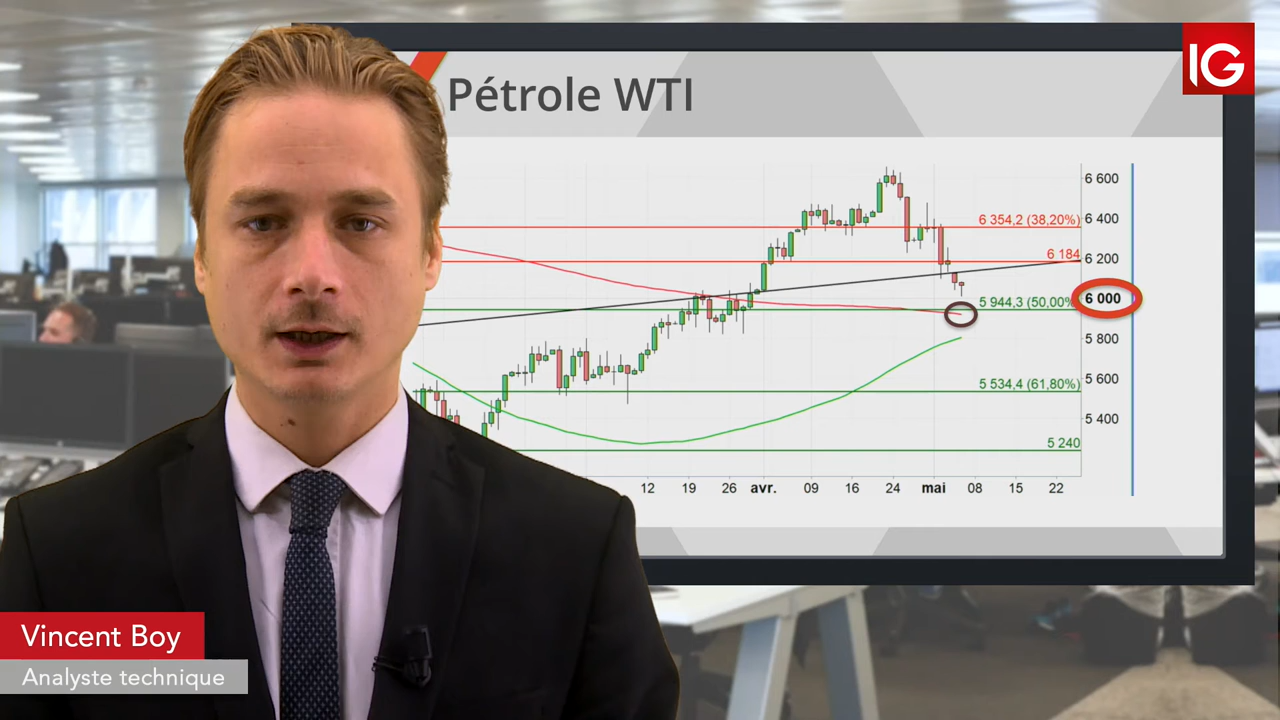 IG
Pétrole WTI
6 600
6 400
6 354,2 (38,20%)
6 200
6 184
6 000
5 944,3 (50,00%
5 800
5 600
5 534,4 (61,80%)
5 400
5 240
12 19 26 avr. 09 16 24 mai 08 15 22
Vincent Boy
Analyste technique